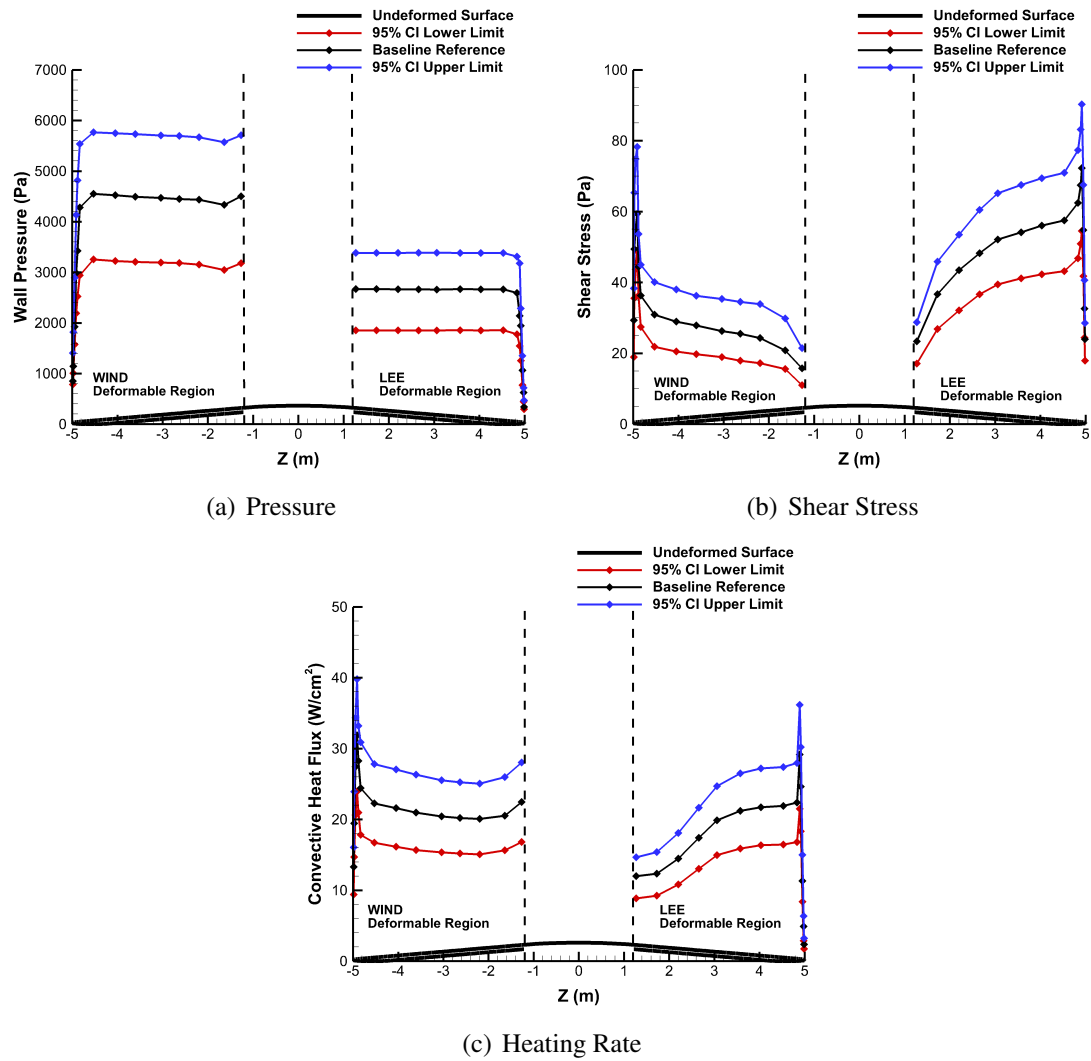 Undeformed Surface
95% CI Lower Limit
Baseline Reference
95% CI Upper Limit
7000
6000
5000
4000
3000
2000
1000
0
Wall Pressure (Pa)
WIND
Deformable Region
LEE
Deformable Region
-5 -4 -3 -2 -1 0 1 2 3 4 5
Z (m)
(a) Pressure
Undeformed Surface
95% CI Lower Limit
Baseline Reference
95% CI Upper Limit
100
80
60
40
20
0
Shear Stress (Pa)
WIND
Deformable Region
LEE
Deformable Region
-5 -4 -3 -2 -1 0 1 2 3 4 5
Z (m)
(b) Shear Stress
Undeformed Surface
95% CI Lower Limit
Baseline Reference
95% CI Upper Limit
50
40
30
20
10
0
Convective Heat Flux (W/cm²)
WIND
Deformable Region
LEE
Deformable Region
-5 -4 -3 -2 -1 0 1 2 3 4 5
Z (m)
(c) Heating Rate